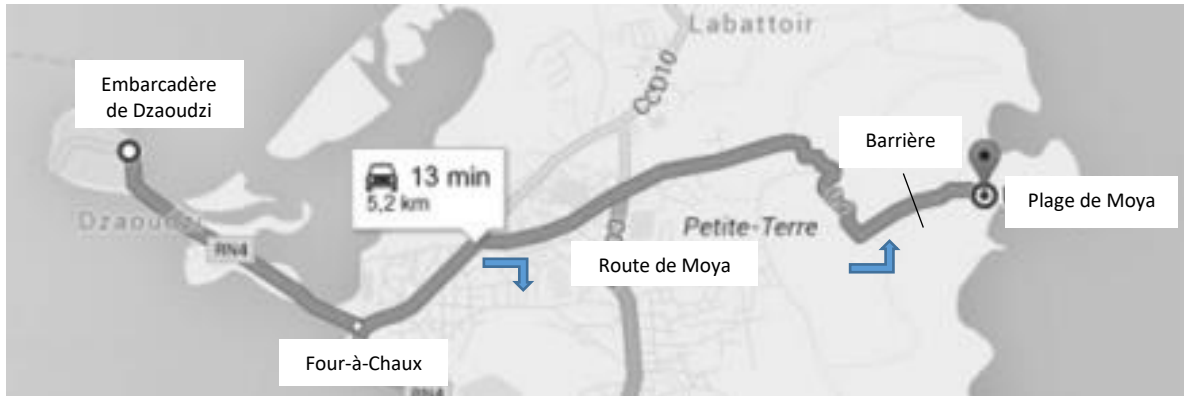 Labattoir
Embarcadère
de Dzaoudzi
CCD10
Barrière
13 min
5,2 km
Plage de Moya
Dzaoudzi
Petite-Terre
RN4
Route de Moya
Four-à-Chaux
RN4